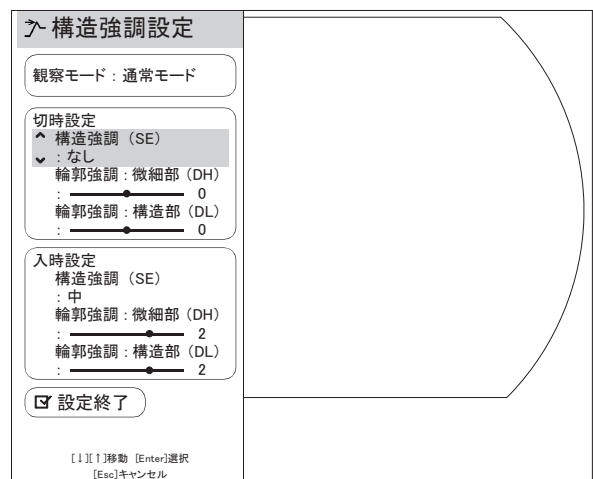 構造強調設定
観察モード：通常モード
切時設定
構造強調（SE）
：なし
輪郭強調：微細部（DH）
： 0
輪郭強調：構造部（DL）
： 0
入時設定
構造強調（SE）
：中
輪郭強調：微細部（DH）
： 2
輪郭強調：構造部（DL）
： 2
設定終了
[↓][↑]移動 [Enter]選択
[Esc]キャンセル